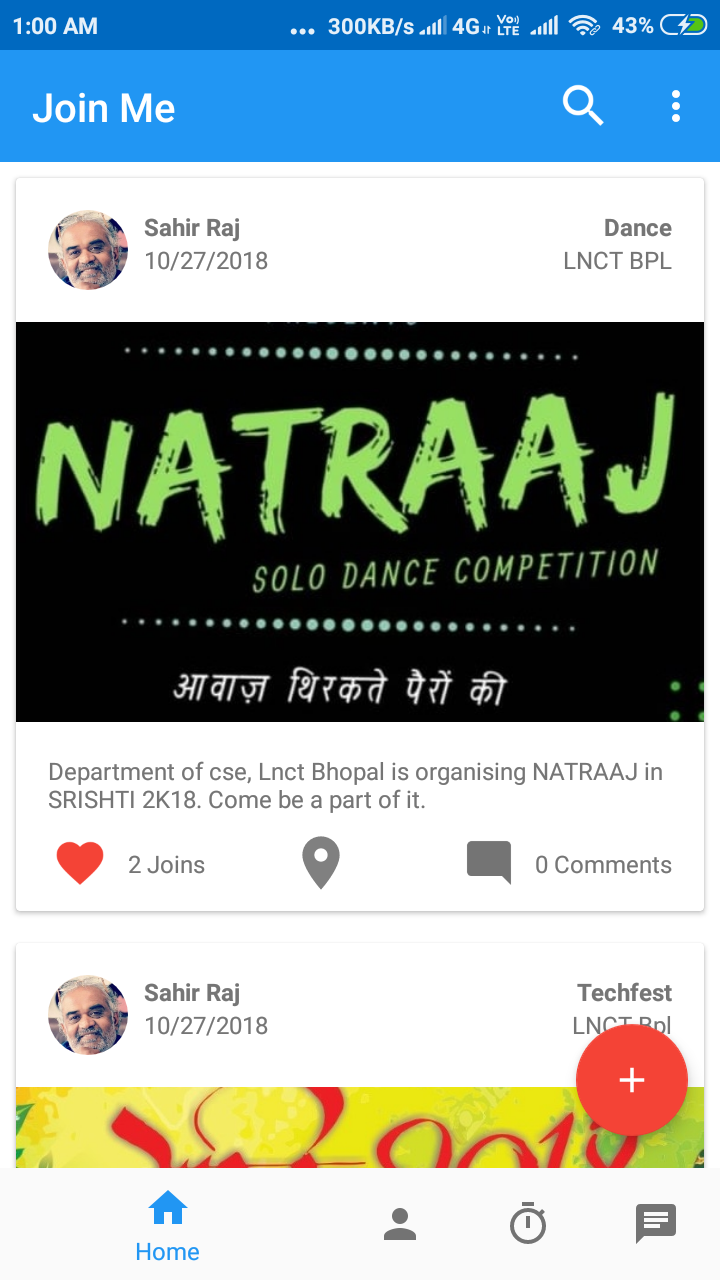 1:00 AM ... 300KB/s 4G VoLTE 43%
Join Me
Sahir Raj Dance
10/27/2018 LNCT BPL
NATRAAJ
SOLO DANCE COMPETITION
आवाज़ थिरकते पैरों की
Department of cse, Lnct Bhopal is organising NATRAAJ in
SRISHTI 2K18. Come be a part of it.
2 Joins 0 Comments
Sahir Raj Techfest
10/27/2018 LNCT Bpl
Home